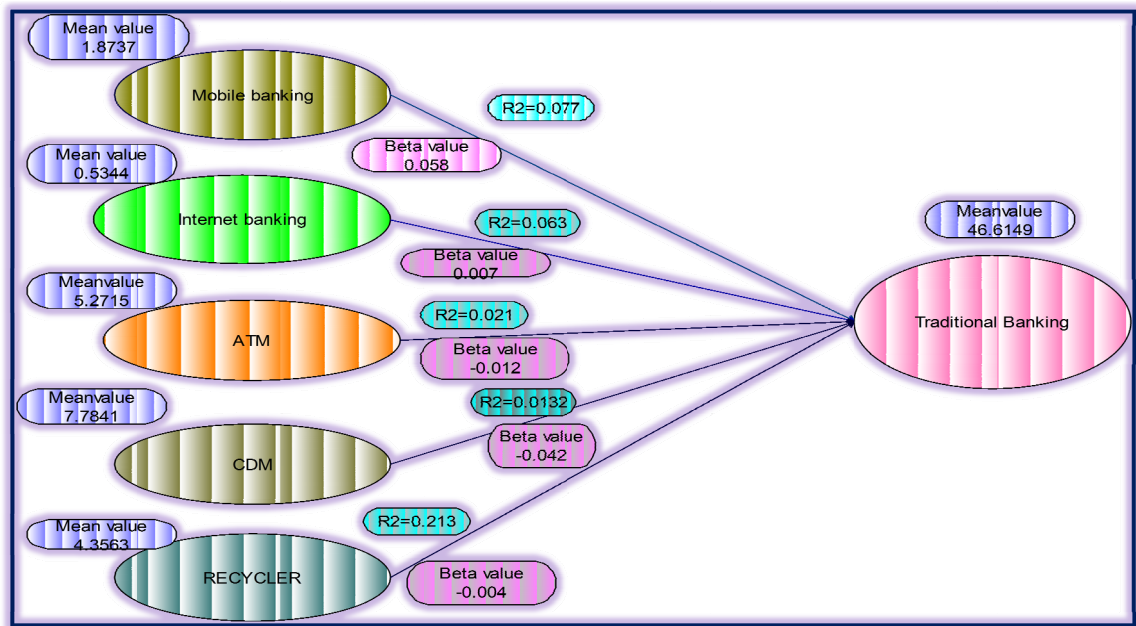 Mean value
1.8737
Mobile banking
R2=0.077
Beta value
0.058
Mean value
0.5344
Internet banking
R2=0.063
Beta value
0.007
Meanvalue
46.6149
Traditional Banking
Meanvalue
5.2715
ATM
R2=0.021
Beta value
-0.012
Meanvalue
7.7841
CDM
R2=0.0132
Beta value
-0.042
Mean value
4.3563
RECYCLER
R2=0.213
Beta value
-0.004